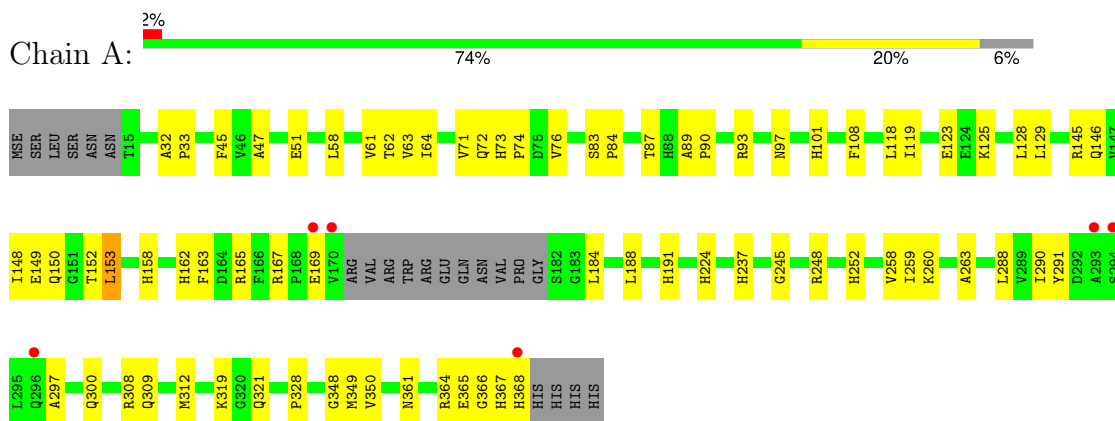 2%
Chain A:
74% 20% 6%
MSE SER LEU SER ASN ASN T15 A32 P33 F45 V46 A47 E51 L58 V61 T62 V63 I64 V71 Q72 H73 P74 D75 V76 S83 P84 T87 H88 A89 P90 R93 N97 H101 F108 L118 I119 E123 E124 K125 L128 L129 R145 Q146 V147
I148 E149 Q150 G151 T152 L153 H158 H162 F163 D164 R165 F166 R167 P168 E169 V170 ARG VAL ARG TRP ARG GLU GLN ASN VAL PRO GLY S182 G183 L184 L188 H191 H224 H237 G245 R248 H252 V258 I259 K260 A263 L288 V289 I290 Y291 D292 A293 S294
L295 Q296 A297 Q300 R308 Q309 M312 K319 G320 Q321 P328 G348 M349 V350 N361 R364 E365 G366 H367 H368 HIS HIS HIS HIS